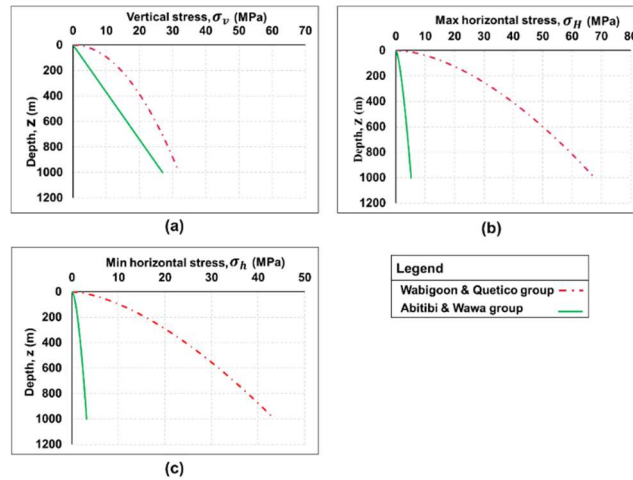 Vertical stress, σv (MPa)
0 10 20 30 40 50 60 70
0
200
400
600
800
1000
1200
Depth, z (m)
(a)
Max horizontal stress, σH (MPa)
0 10 20 30 40 50 60 70 80
0
200
400
600
800
1000
1200
Depth, z (m)
(b)
Min horizontal stress, σh (MPa)
0 10 20 30 40 50
0
200
400
600
800
1000
1200
Depth, z (m)
(c)
Legend
Wabigoon & Quetico group
Abitibi & Wawa group